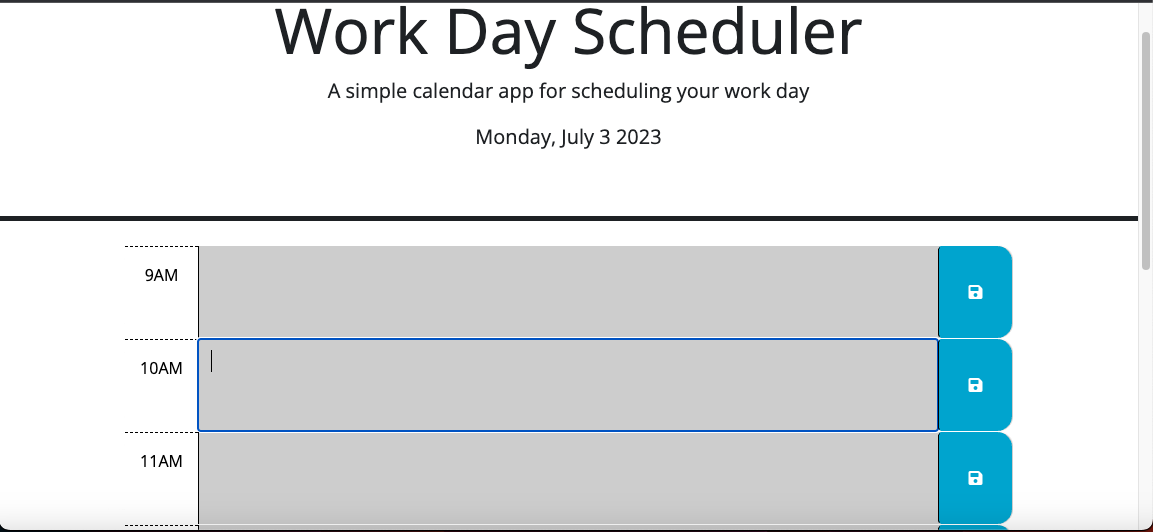 Work Day Scheduler
A simple calendar app for scheduling your work day
Monday, July 3 2023
9AM
10AM
11AM